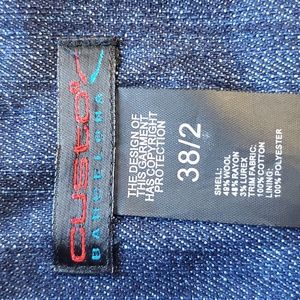 custo
BARCELONA
THE DESIGN OF
THIS GARMENT
HAS COPYRIGHT
PROTECTION
38/2
SHELL:
49% WOOL
48% RAYON
3% LUREX
TRIM FABRIC:
100% COTTON
LINING:
100% POLYESTER